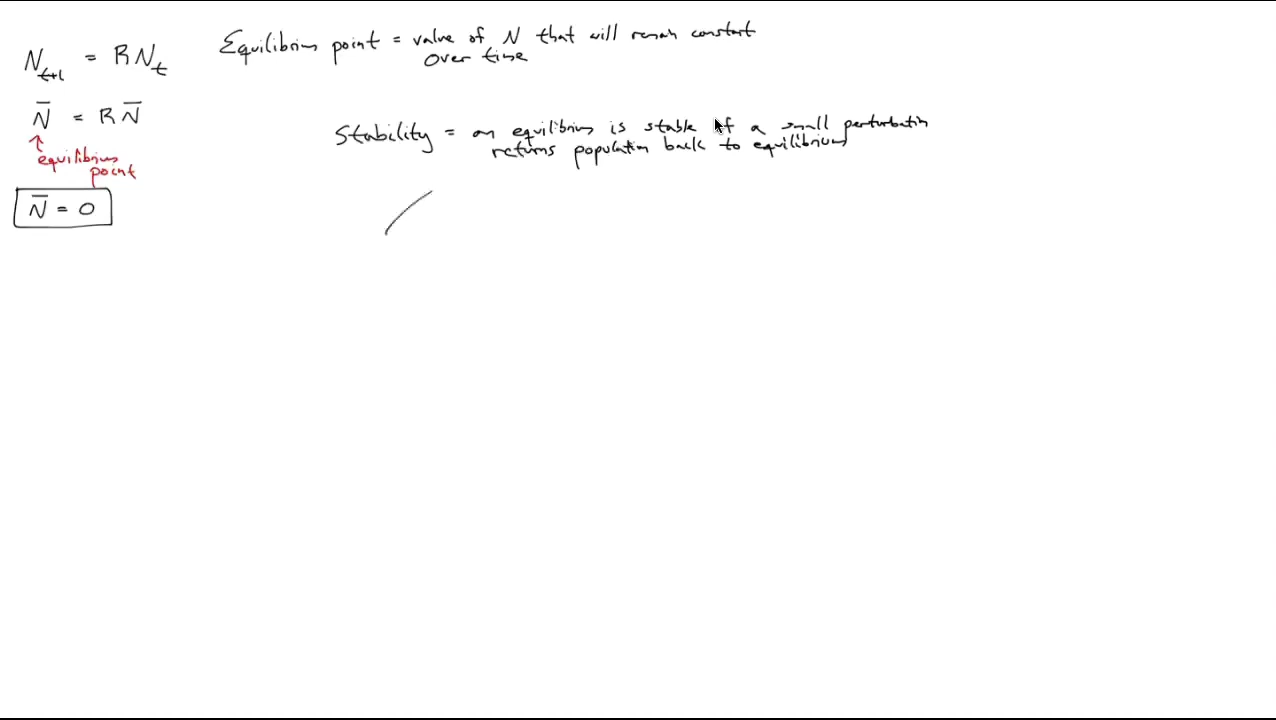 N_{t+1} = RN_t
Equilibrium point = value of N that will remain constant
over time
N̄ = RN̄
↑
equilibrium
point
N̄ = 0
Stability = an equilibrium is stable if a small perturbation
returns population back to equilibrium